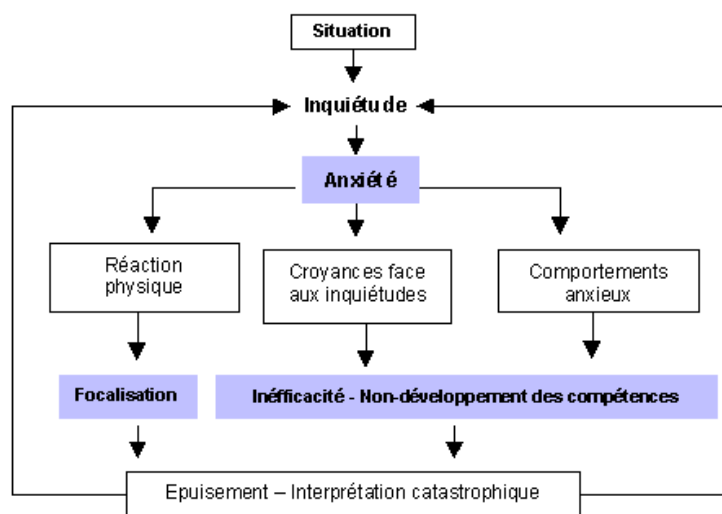 Situation
Inquiétude
Anxiété
Réaction
physique
Croyances face
aux inquiétudes
Comportements
anxieux
Focalisation
Inéfficacité - Non-développement des compétences
Epuisement – Interprétation catastrophique